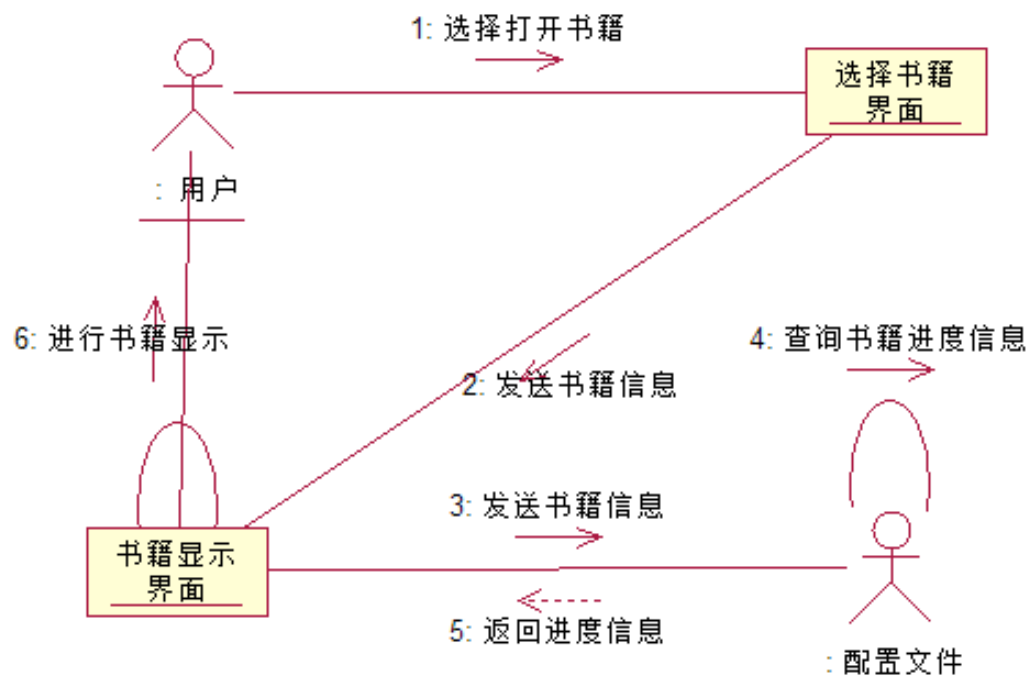 1: 选择打开书籍
选择书籍
界面
: 用户
6: 进行书籍显示
4: 查询书籍进度信息
2: 发送书籍信息
3: 发送书籍信息
书籍显示
界面
5: 返回进度信息
: 配置文件